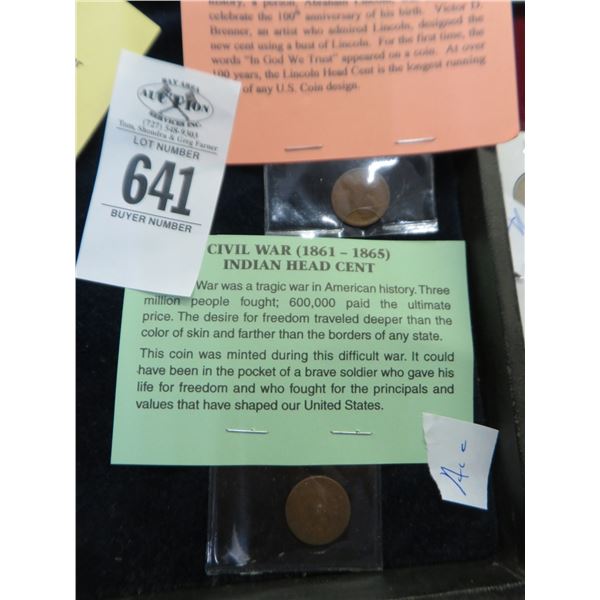 history, a person, Abraham Lincoln,
celebrate the 100th anniversary of his birth. Victor D.
Brenner, an artist who admired Lincoln, designed the
new cent using a bust of Lincoln. For the first time, the
words "In God We Trust" appeared on a coin. At over
100 years, the Lincoln Head Cent is the longest running
of any U.S. Coin design.
BAY AREA
AUCTION
SERVICES INC.
(727) 548-9303
Tom, Shondra & Greg Farner
LOT NUMBER
641
BUYER NUMBER
CIVIL WAR (1861 – 1865)
INDIAN HEAD CENT
War was a tragic war in American history. Three
million people fought; 600,000 paid the ultimate
price. The desire for freedom traveled deeper than the
color of skin and farther than the borders of any state.
This coin was minted during this difficult war. It could
have been in the pocket of a brave soldier who gave his
life for freedom and who fought for the principals and
values that have shaped our United States.